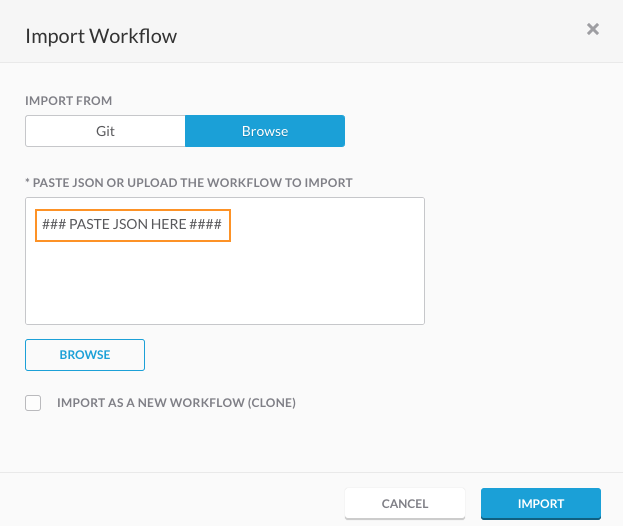 Import Workflow
IMPORT FROM
Git
Browse
* PASTE JSON OR UPLOAD THE WORKFLOW TO IMPORT
### PASTE JSON HERE ####
BROWSE
IMPORT AS A NEW WORKFLOW (CLONE)
CANCEL
IMPORT